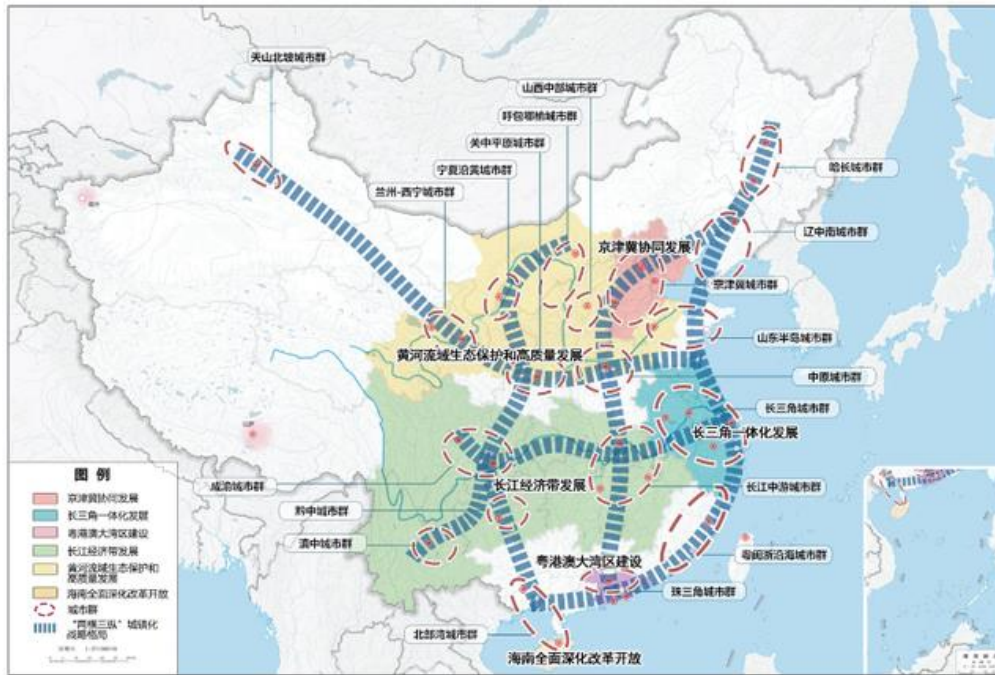 天山北坡城市群
山西中部城市群
呼包鄂榆城市群
关中平原城市群
宁夏沿黄城市群
兰州-西宁城市群
哈长城市群
辽中南城市群
京津冀协同发展
京津冀城市群
山东半岛城市群
黄河流域生态保护和高质量发展
中原城市群
长三角城市群
长三角一体化发展
成渝城市群
长江经济带发展
长江中游城市群
黔中城市群
滇中城市群
粤闽浙沿海城市群
粤港澳大湾区建设
珠三角城市群
北部湾城市群
海南全面深化改革开放
图 例
京津冀协同发展
长三角一体化发展
粤港澳大湾区建设
长江经济带发展
黄河流域生态保护和
高质量发展
海南全面深化改革开放
城市群
“两横三纵”城镇化
战略格局